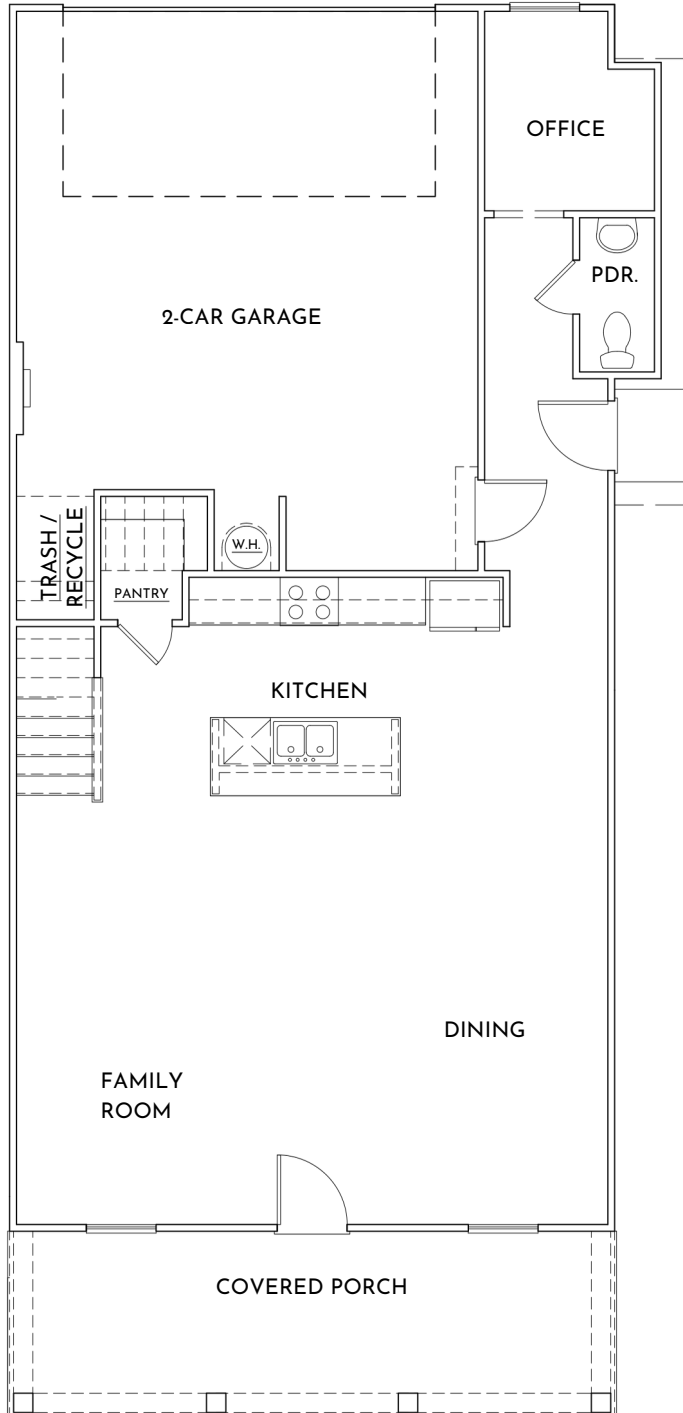 OFFICE
PDR.
2-CAR GARAGE
TRASH /
RECYCLE
W.H.
PANTRY
KITCHEN
DINING
FAMILY
ROOM
COVERED PORCH